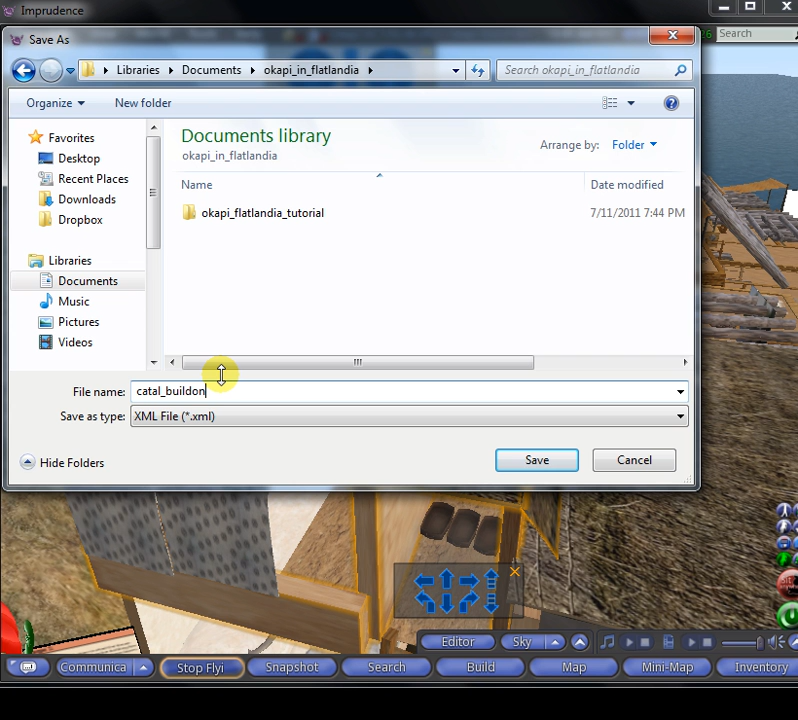 Imprudence
Save As
26 Search
Libraries Documents okapi_in_flatlandia
Search okapi_in_flatlandia
Organize New folder
Favorites
Desktop
Recent Places
Downloads
Dropbox
Libraries
Documents
Music
Pictures
Videos
Documents library
okapi_in_flatlandia
Arrange by: Folder
Name Date modified
okapi_flatlandia_tutorial 7/11/2011 7:44 PM
File name: catal_buildon
Save as type: XML File (*.xml)
Hide Folders
Save Cancel
Sit
Editor Sky
Communica Stop Flyi Snapshot Search Build Map Mini-Map Inventory